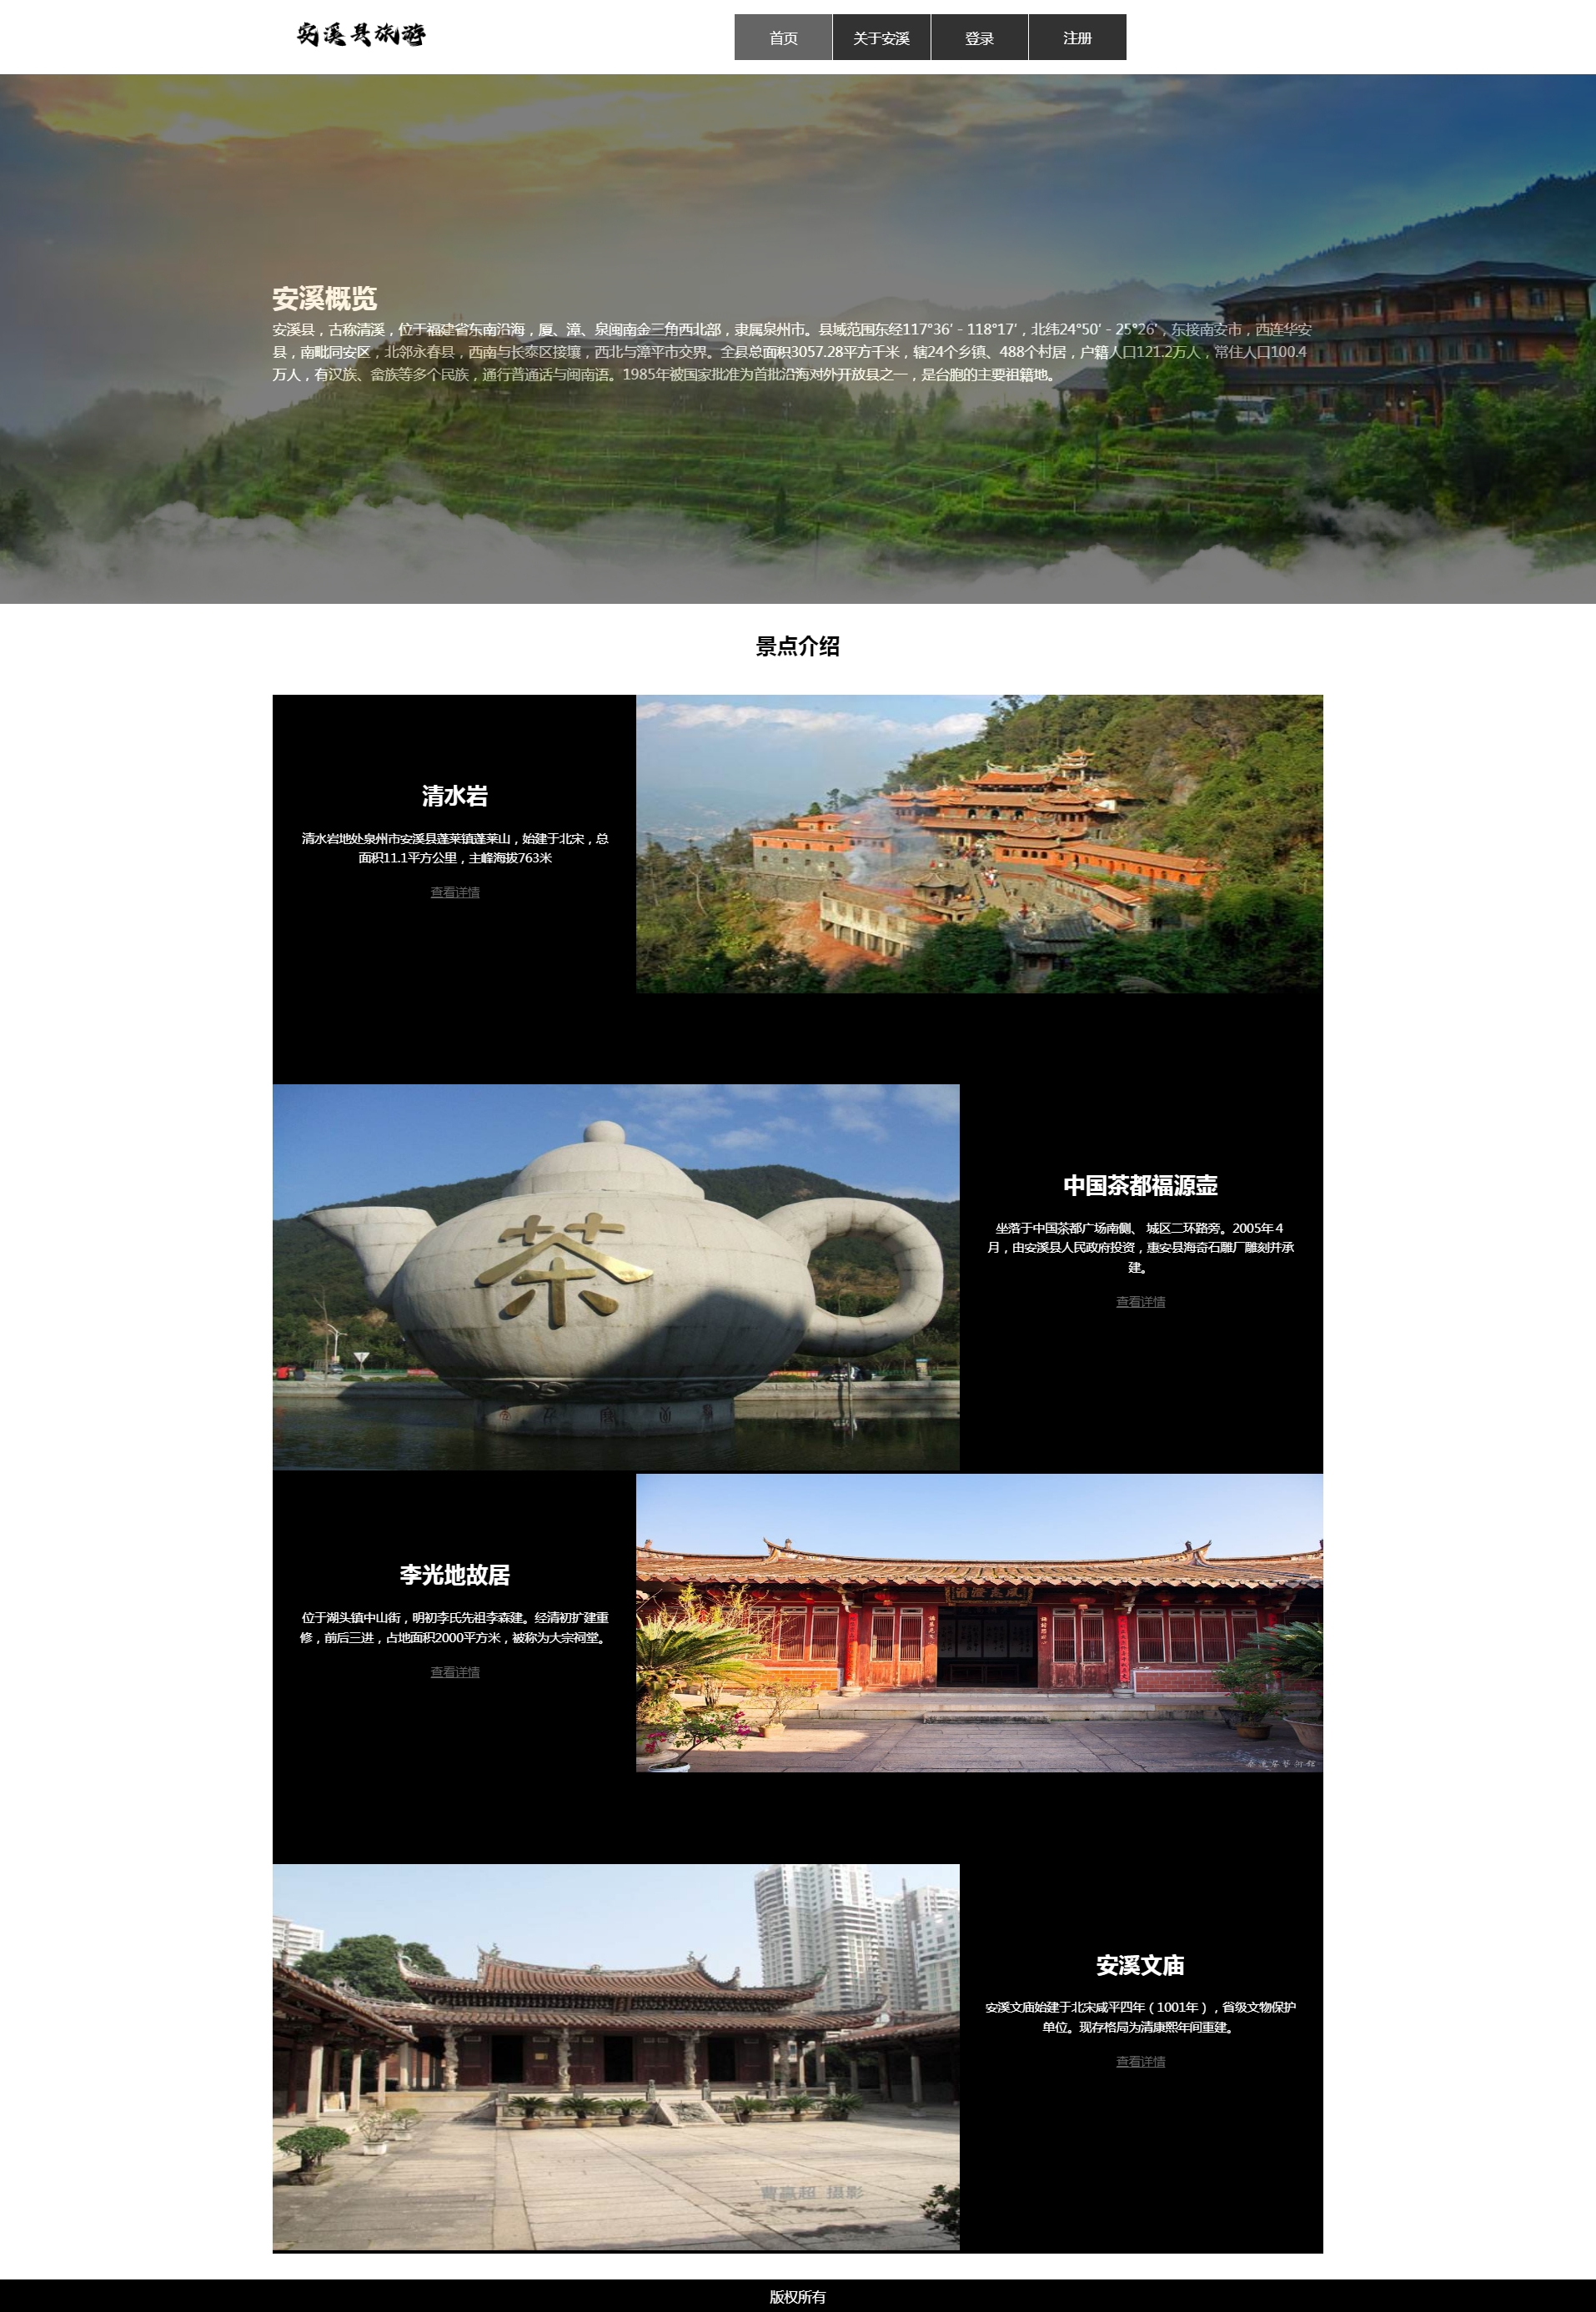 安溪县旅游
首页
关于安溪
登录
注册
安溪概览
安溪县，古称清溪，位于福建省东南沿海，厦、漳、泉闽南金三角西北部，隶属泉州市。县域范围东经117°36′ - 118°17′，北纬24°50′ - 25°26′，东接南安市，西连华安
县，南毗同安区，北邻永春县，西南与长泰区接壤，西北与漳平市交界。全县总面积3057.28平方千米，辖24个乡镇、488个村居，户籍人口121.2万人，常住人口100.4
万人，有汉族、畲族等多个民族，通行普通话与闽南语。1985年被国家批准为首批沿海对外开放县之一，是台胞的主要祖籍地。
景点介绍
清水岩
清水岩地处泉州市安溪县蓬莱镇蓬莱山，始建于北宋，总
面积11.1平方公里，主峰海拔763米
查看详情
茶
中国茶都福源壶
坐落于中国茶都广场南侧、 城区二环路旁。2005年４
月，由安溪县人民政府投资，惠安县海奇石雕厂雕刻并承
建。
查看详情
李光地故居
位于湖头镇中山街，明初李氏先祖李森建。经清初扩建重
修，前后三进，占地面积2000平方米，被称为大宗祠堂。
查看详情
安溪文庙
安溪文庙始建于北宋咸平四年（1001年），省级文物保护
单位。现存格局为清康熙年间重建。
查看详情
版权所有